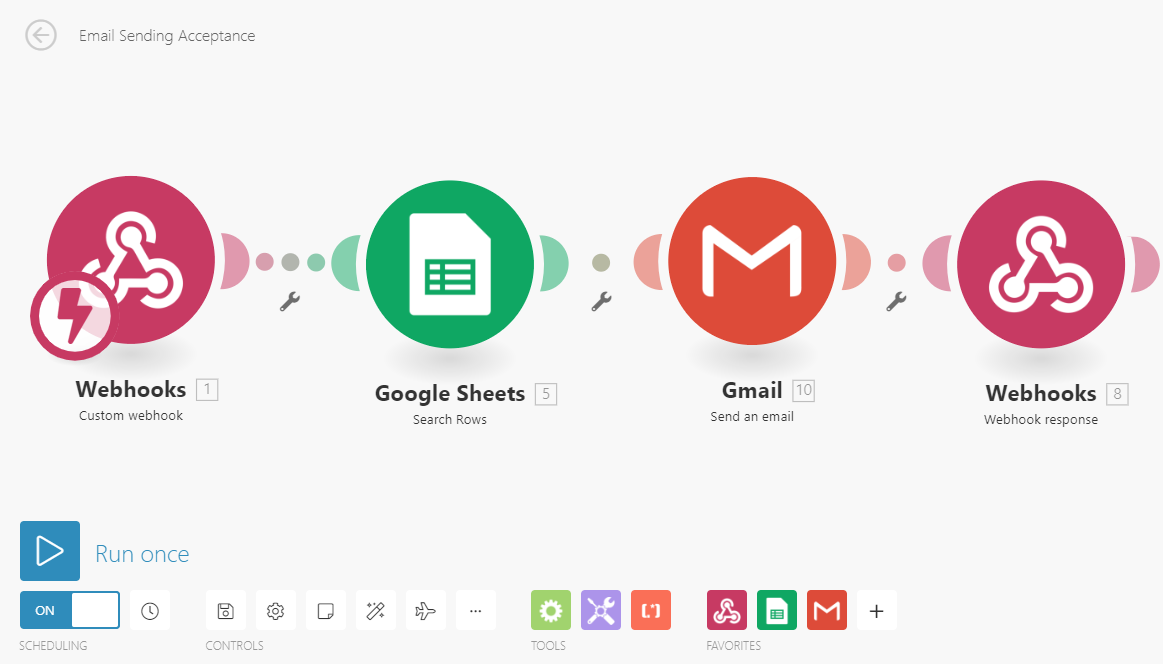 Email Sending Acceptance
Webhooks 1
Custom webhook
Google Sheets 5
Search Rows
Gmail 10
Send an email
Webhooks 8
Webhook response
Run once
ON
SCHEDULING
CONTROLS
TOOLS
FAVORITES